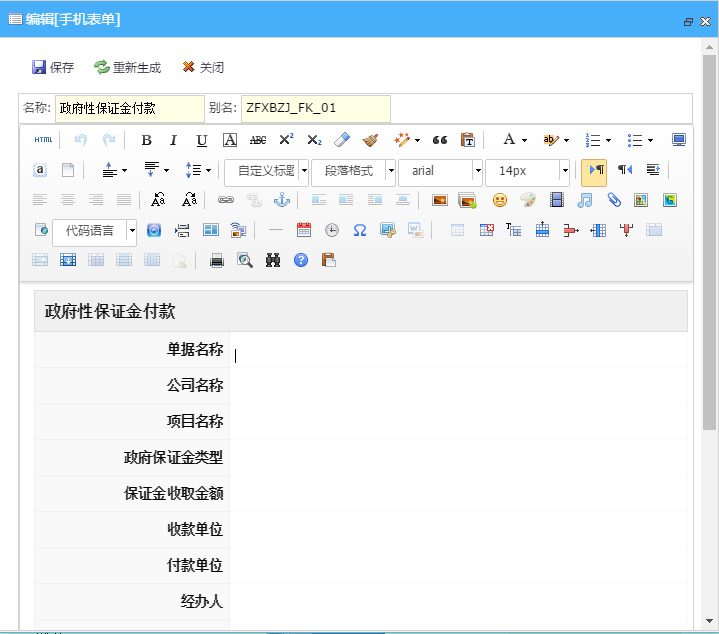 编辑[手机表单]
保存 重新生成 关闭
名称: 政府性保证金付款 别名: ZFXBZJ_FK_01
HTML B I U A ABC X² X₂ A ab
a 自定义标题 段落格式 arial 14px
代码语言
政府性保证金付款
单据名称
公司名称
项目名称
政府保证金类型
保证金收取金额
收款单位
付款单位
经办人